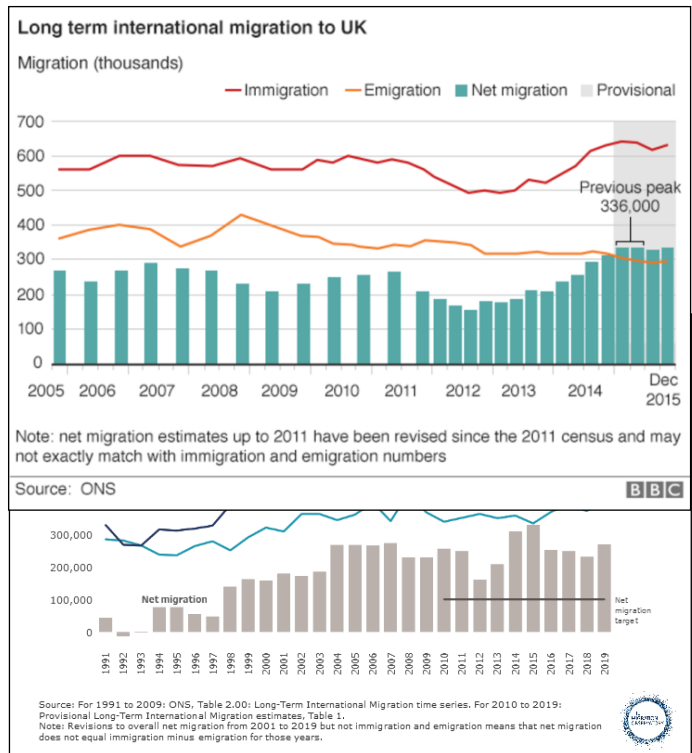 Long term international migration to UK
Migration (thousands)
Immigration Emigration Net migration Provisional
700
600
500
Previous peak
336,000
400
300
200
100
0
2005 2006 2007 2008 2009 2010 2011 2012 2013 2014 Dec
2015
Note: net migration estimates up to 2011 have been revised since the 2011 census and may
not exactly match with immigration and emigration numbers
Source: ONS
BBC
300,000
200,000
100,000
0
Net migration
Net
migration
target
1991 1992 1993 1994 1995 1996 1997 1998 1999 2000 2001 2002 2003 2004 2005 2006 2007 2008 2009 2010 2011 2012 2013 2014 2015 2016 2017 2018 2019
Source: For 1991 to 2009: ONS, Table 2.00: Long-Term International Migration time series. For 2010 to 2019:
Provisional Long-Term International Migration estimates, Table 1.
Note: Revisions to overall net migration from 2001 to 2019 but not immigration and emigration means that net migration
does not equal immigration minus emigration for those years.
MIGRATION
OBSERVATORY